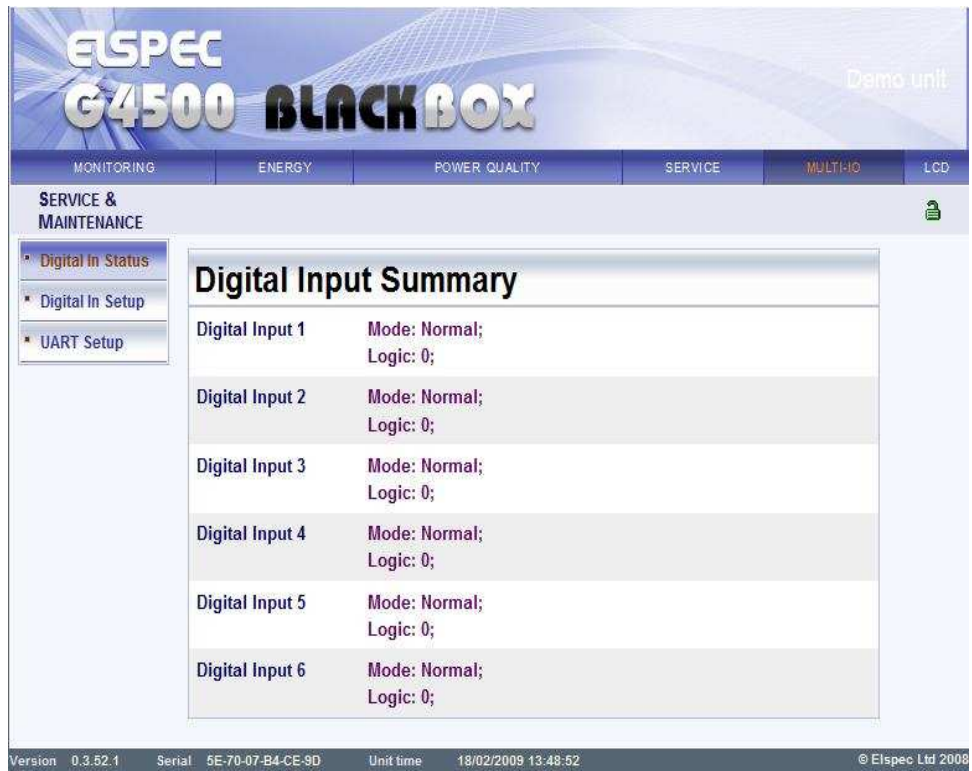 ELSPEC
G4500 BLACKBOX
Demo unit
MONITORING ENERGY POWER QUALITY SERVICE MULTI-IO LCD
SERVICE &
MAINTENANCE
Digital In Status
Digital In Setup
UART Setup
Digital Input Summary
Digital Input 1 Mode: Normal;
Logic: 0;
Digital Input 2 Mode: Normal;
Logic: 0;
Digital Input 3 Mode: Normal;
Logic: 0;
Digital Input 4 Mode: Normal;
Logic: 0;
Digital Input 5 Mode: Normal;
Logic: 0;
Digital Input 6 Mode: Normal;
Logic: 0;
Version 0.3.52.1 Serial 5E-70-07-B4-CE-9D Unit time 18/02/2009 13:48:52 © Elspec Ltd 2008